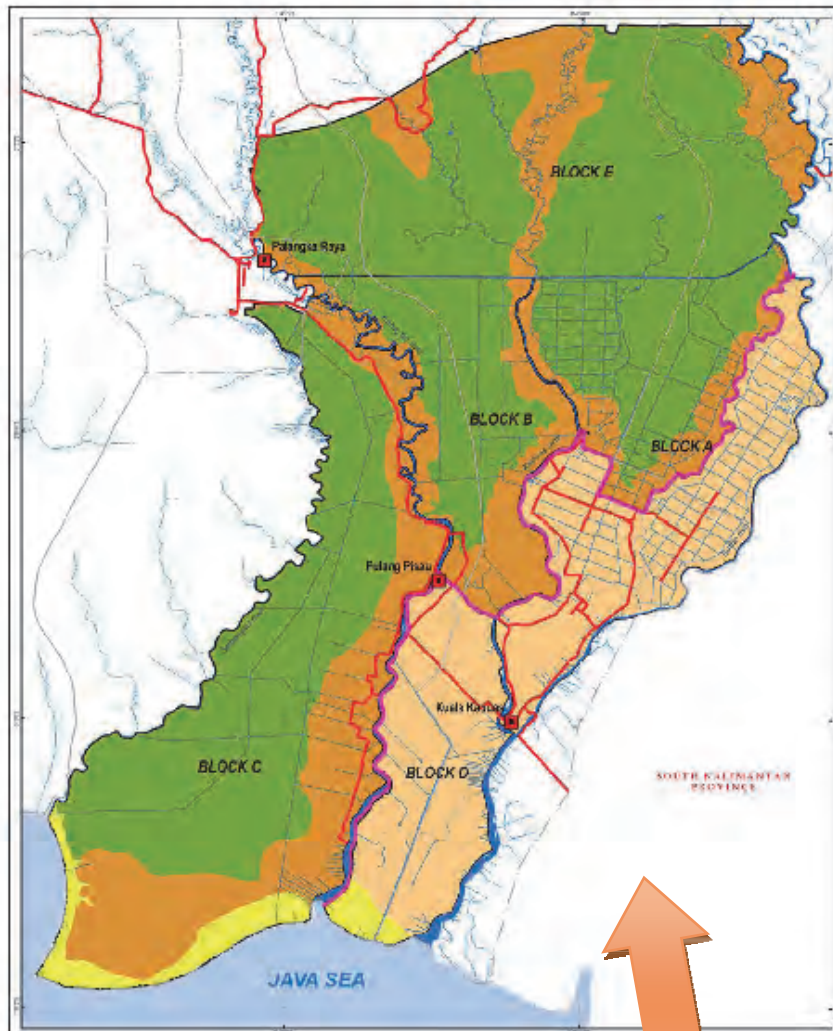 BLOCK E
Palangka Raya
BLOCK B
BLOCK A
Pulang Pisau
Kuala Kapuas
BLOCK C
BLOCK D
SOUTH KALIMANTAN
PROVINCE
JAVA SEA